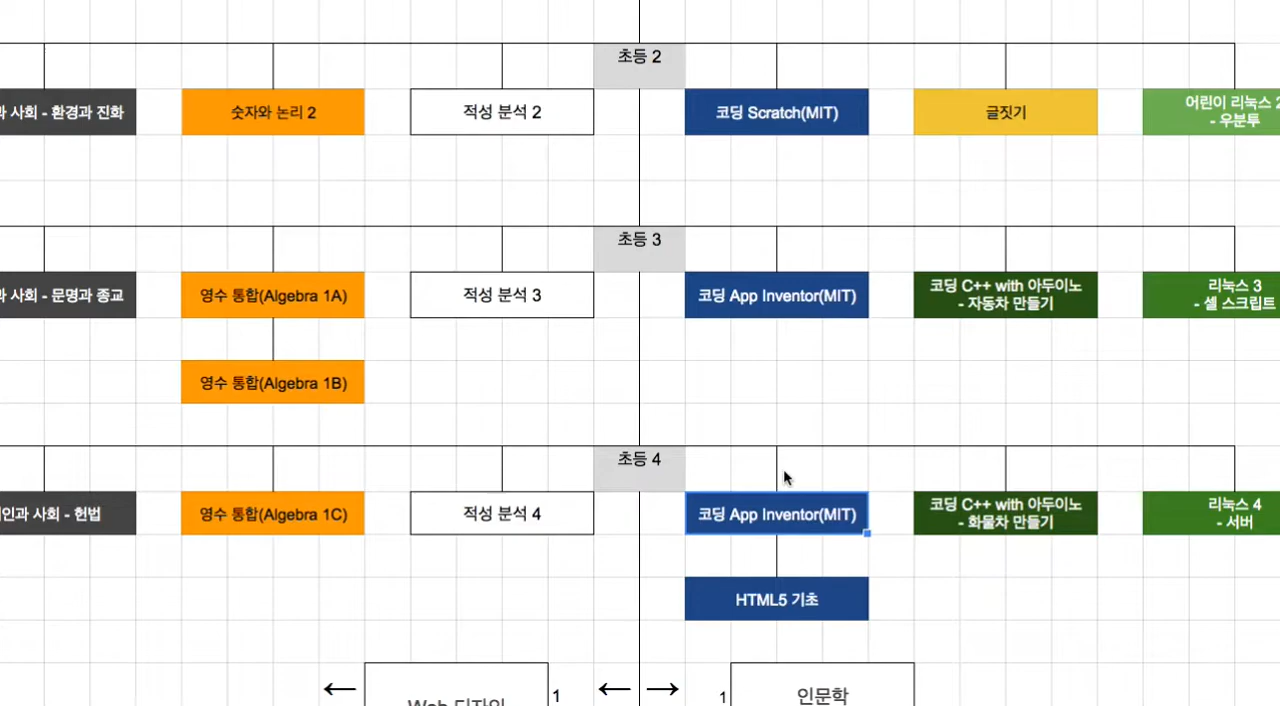 초등 2
과 사회 - 환경과 진화
숫자와 논리 2
적성 분석 2
코딩 Scratch(MIT)
글짓기
어린이 리눅스 2
- 우분투
초등 3
과 사회 - 문명과 종교
영수 통합(Algebra 1A)
적성 분석 3
코딩 App Inventor(MIT)
코딩 C++ with 아두이노
- 자동차 만들기
리눅스 3
- 셀 스크립트
영수 통합(Algebra 1B)
초등 4
인과 사회 - 헌법
영수 통합(Algebra 1C)
적성 분석 4
코딩 App Inventor(MIT)
코딩 C++ with 아두이노
- 화물차 만들기
리눅스 4
- 서버
HTML5 기초
← Web 디자인 1 ← → 1 인문학